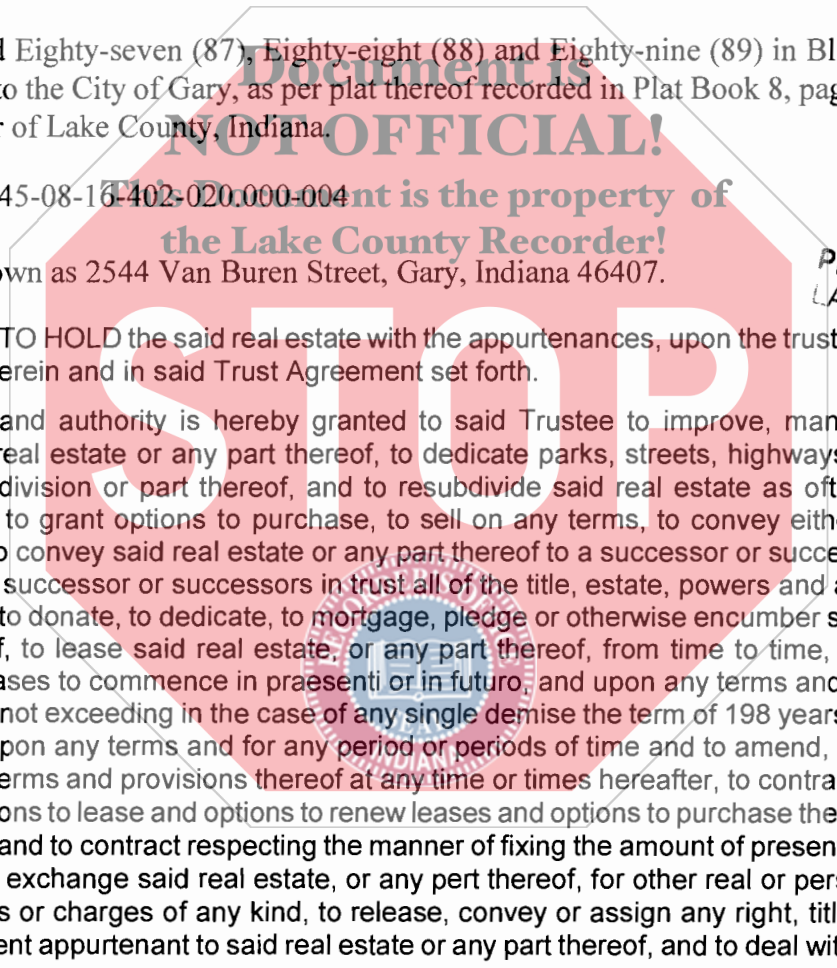 d Eighty-seven (87), Eighty-eight (88) and Eighty-nine (89) in Bl
Document is
to the City of Gary, as per plat thereof recorded in Plat Book 8, pag
r of Lake County, Indiana.
NOT OFFICIAL!
45-08-16-402-020.000-004
This Document is the property of
the Lake County Recorder!
own as 2544 Van Buren Street, Gary, Indiana 46407.
P
LA
TO HOLD the said real estate with the appurtenances, upon the trust
erein and in said Trust Agreement set forth.
STOP
and authority is hereby granted to said Trustee to improve, man
real estate or any part thereof, to dedicate parks, streets, highways
division or part thereof, and to resubdivide said real estate as oft
to grant options to purchase, to sell on any terms, to convey eith
o convey said real estate or any part thereof to a successor or succe
successor or successors in trust all of the title, estate, powers and a
to donate, to dedicate, to mortgage, pledge or otherwise encumber s
f, to lease said real estate, or any part thereof, from time to time,
ases to commence in praesenti or in futuro, and upon any terms and
not exceeding in the case of any single demise the term of 198 years
pon any terms and for any period or periods of time and to amend,
erms and provisions thereof at any time or times hereafter, to contra
ons to lease and options to renew leases and options to purchase the
and to contract respecting the manner of fixing the amount of presen
exchange said real estate, or any pert thereof, for other real or pers
s or charges of any kind, to release, convey or assign any right, titl
ent appurtenant to said real estate or any part thereof, and to deal wit
SEAL
INDIANA